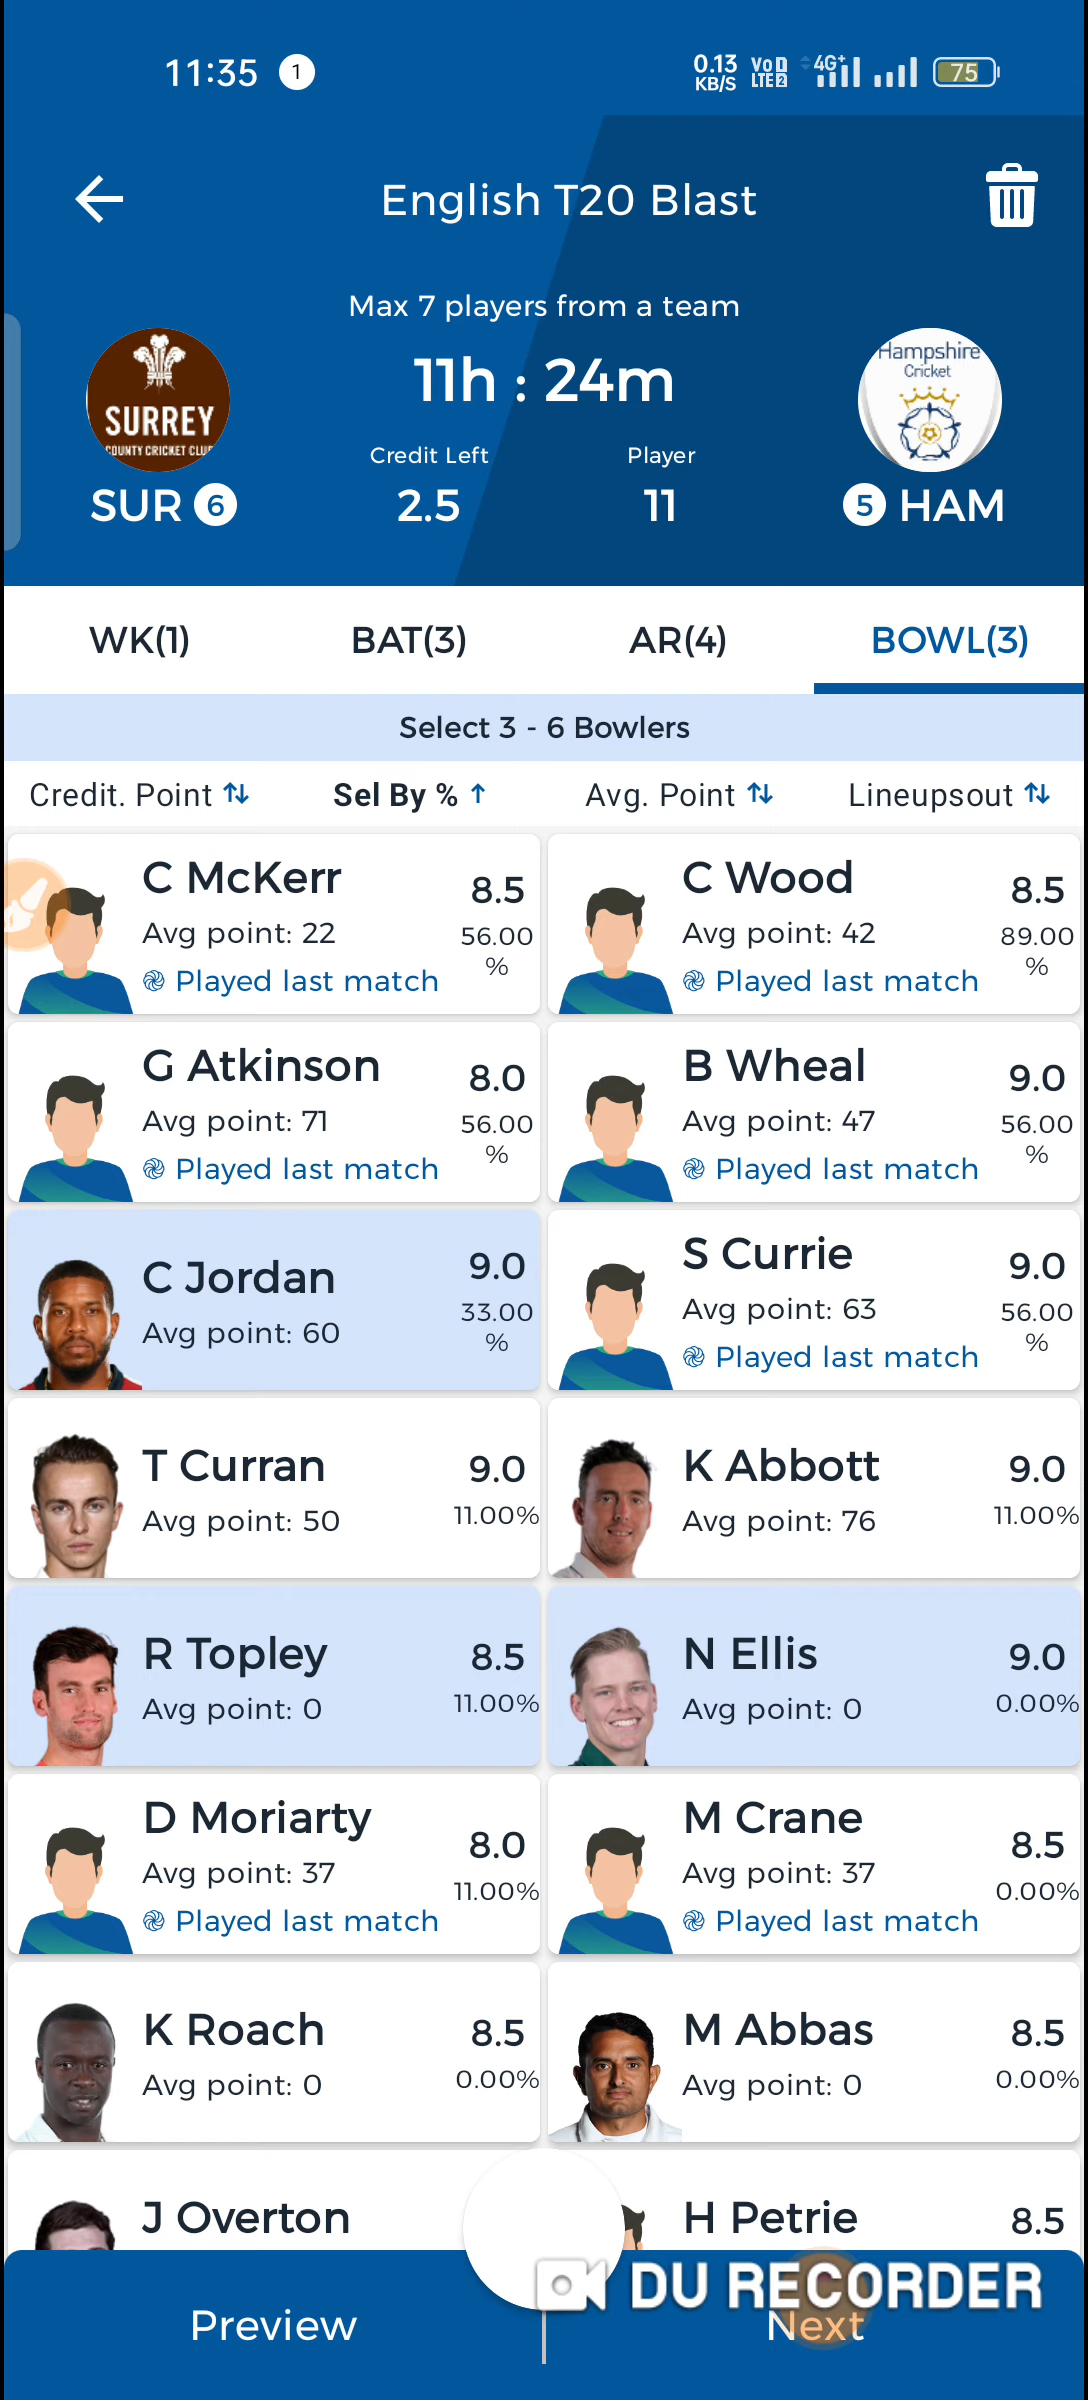 11:35 1 0.13 KB/S Vo 1 LTE 2 4G+ 75
English T20 Blast
Max 7 players from a team
11h : 24m
SURREY
COUNTY CRICKET CLUB
Hampshire
Cricket
Credit Left Player
SUR 6 2.5 11 5 HAM
WK(1) BAT(3) AR(4) BOWL(3)
Select 3 - 6 Bowlers
Credit. Point Sel By % Avg. Point Lineupsout
C McKerr 8.5
Avg point: 22 56.00 %
Played last match
C Wood 8.5
Avg point: 42 89.00 %
Played last match
G Atkinson 8.0
Avg point: 71 56.00 %
Played last match
B Wheal 9.0
Avg point: 47 56.00 %
Played last match
C Jordan 9.0
Avg point: 60 33.00 %
S Currie 9.0
Avg point: 63 56.00 %
Played last match
T Curran 9.0
Avg point: 50 11.00%
K Abbott 9.0
Avg point: 76 11.00%
R Topley 8.5
Avg point: 0 11.00%
N Ellis 9.0
Avg point: 0 0.00%
D Moriarty 8.0
Avg point: 37 11.00%
Played last match
M Crane 8.5
Avg point: 37 0.00%
Played last match
K Roach 8.5
Avg point: 0 0.00%
M Abbas 8.5
Avg point: 0 0.00%
J Overton
H Petrie 8.5
DU RECORDER
Preview Next